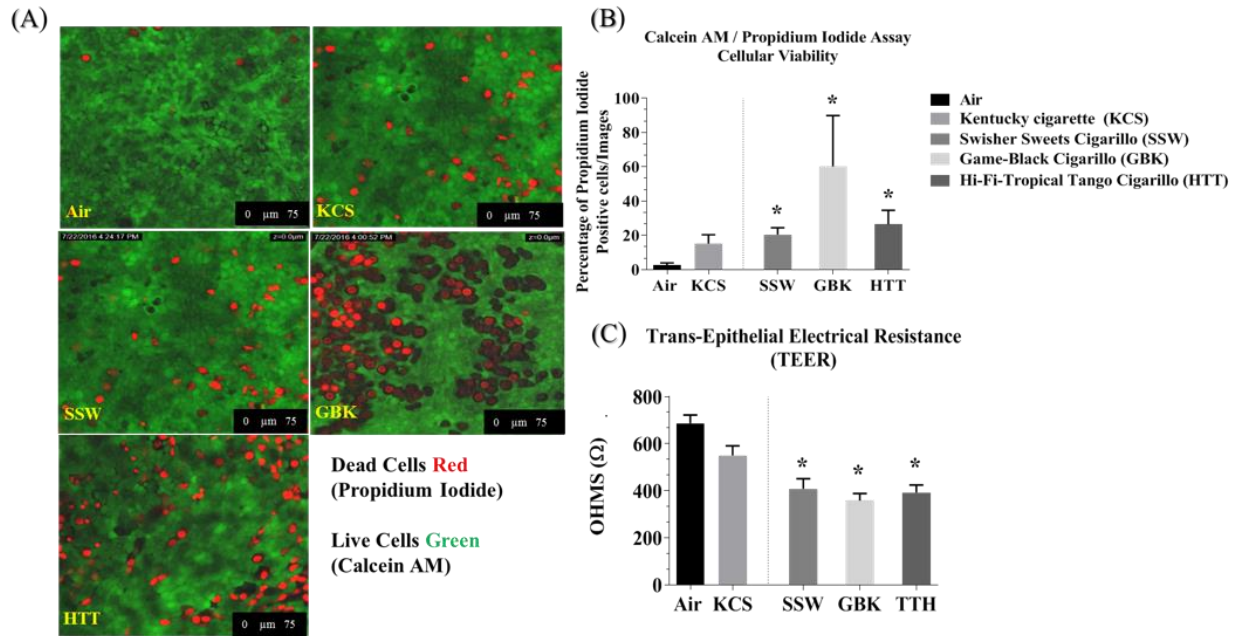 (A)
Air
0 µm 75
KCS
0 µm 75
7/22/2016 4:24:17 PM z=0.0µm
SSW
0 µm 75
7/22/2016 4:00:52 PM z=0.0µm
GBK
0 µm 75
HTT
0 µm 75
Dead Cells Red
(Propidium Iodide)
Live Cells Green
(Calcein AM)
(B)
Calcein AM / Propidium Iodide Assay
Cellular Viability
Percentage of Propidium Iodide
Positive cells/Images
100
80
60
40
20
0
*
*
*
Air KCS SSW GBK HTT
Air
Kentucky cigarette (KCS)
Swisher Sweets Cigarillo (SSW)
Game-Black Cigarillo (GBK)
Hi-Fi-Tropical Tango Cigarillo (HTT)
(C) Trans-Epithelial Electrical Resistance
(TEER)
OHMS (Ω)
800
600
400
200
0
* * *
Air KCS SSW GBK TTH